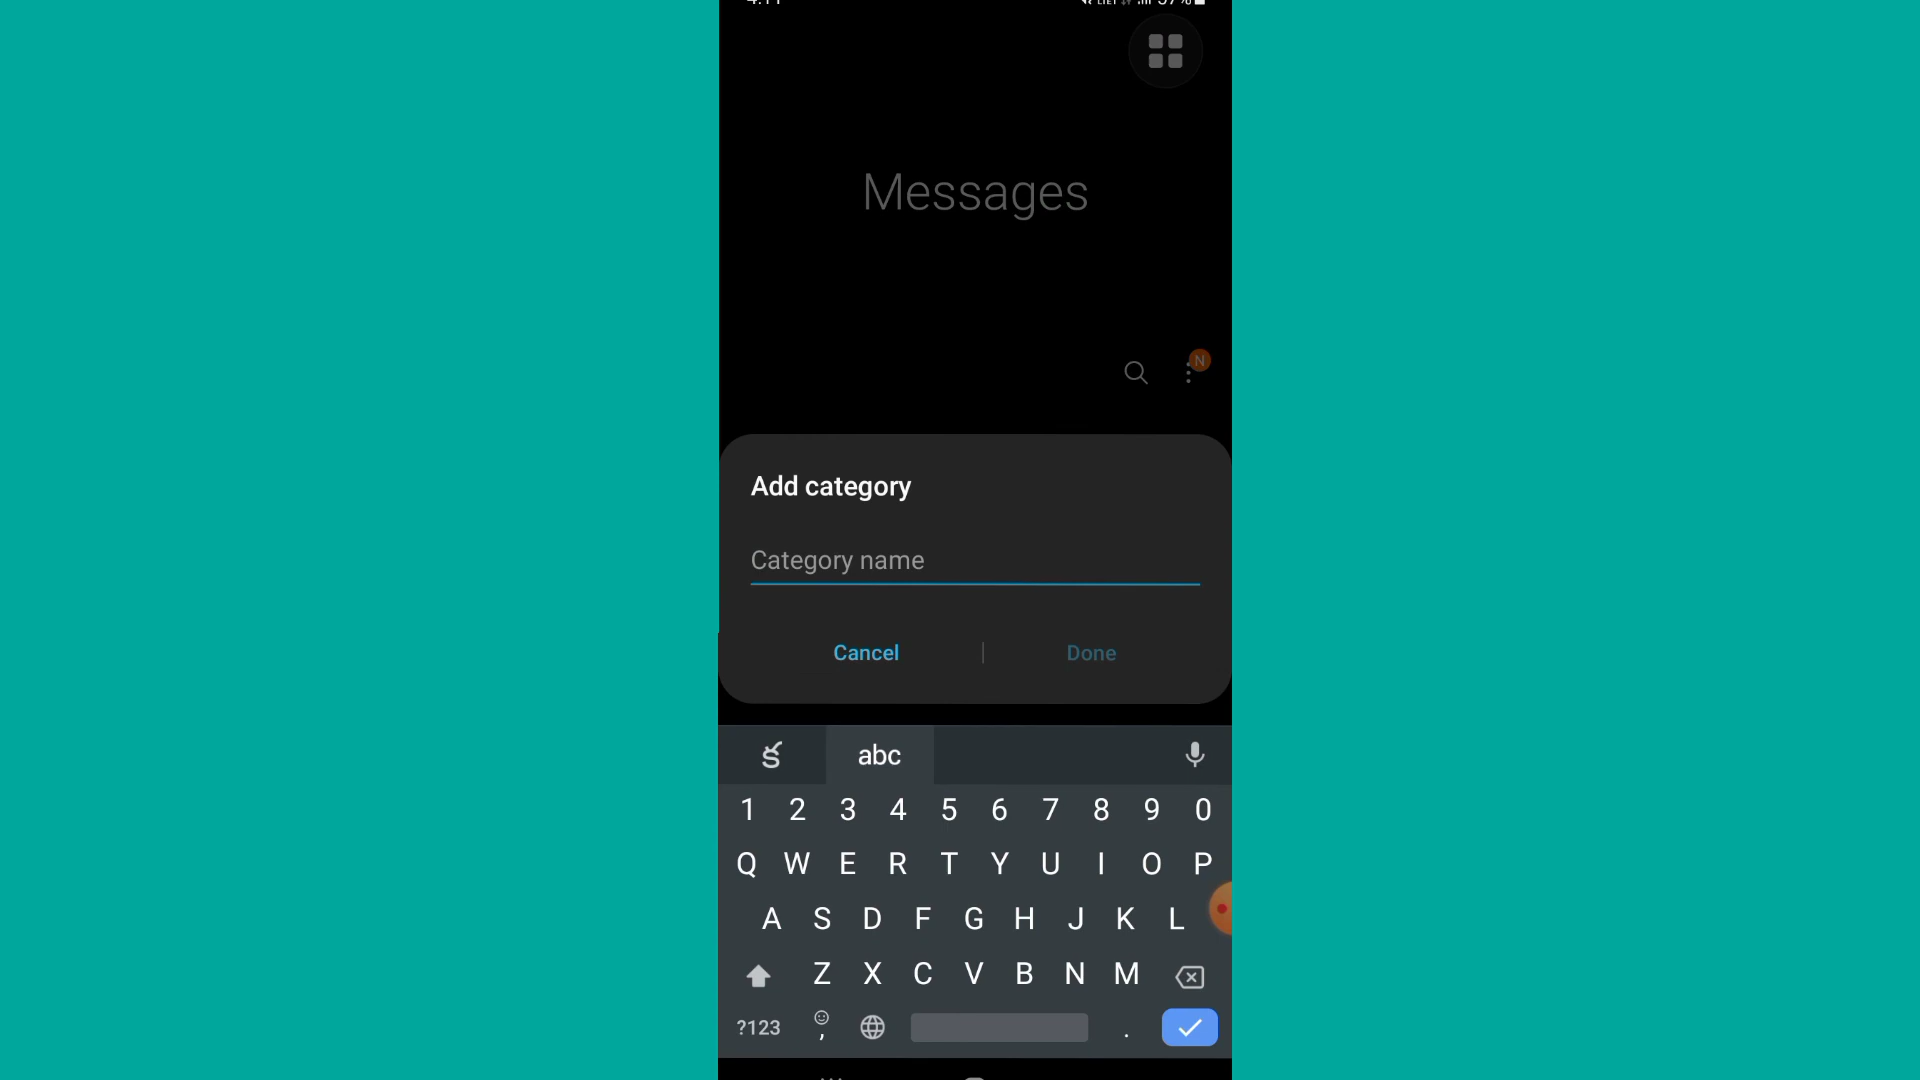 Messages
N
Add category
Category name
Cancel | Done
abc
1 2 3 4 5 6 7 8 9 0
Q W E R T Y U I O P
A S D F G H J K L
Z X C V B N M
?123 , .